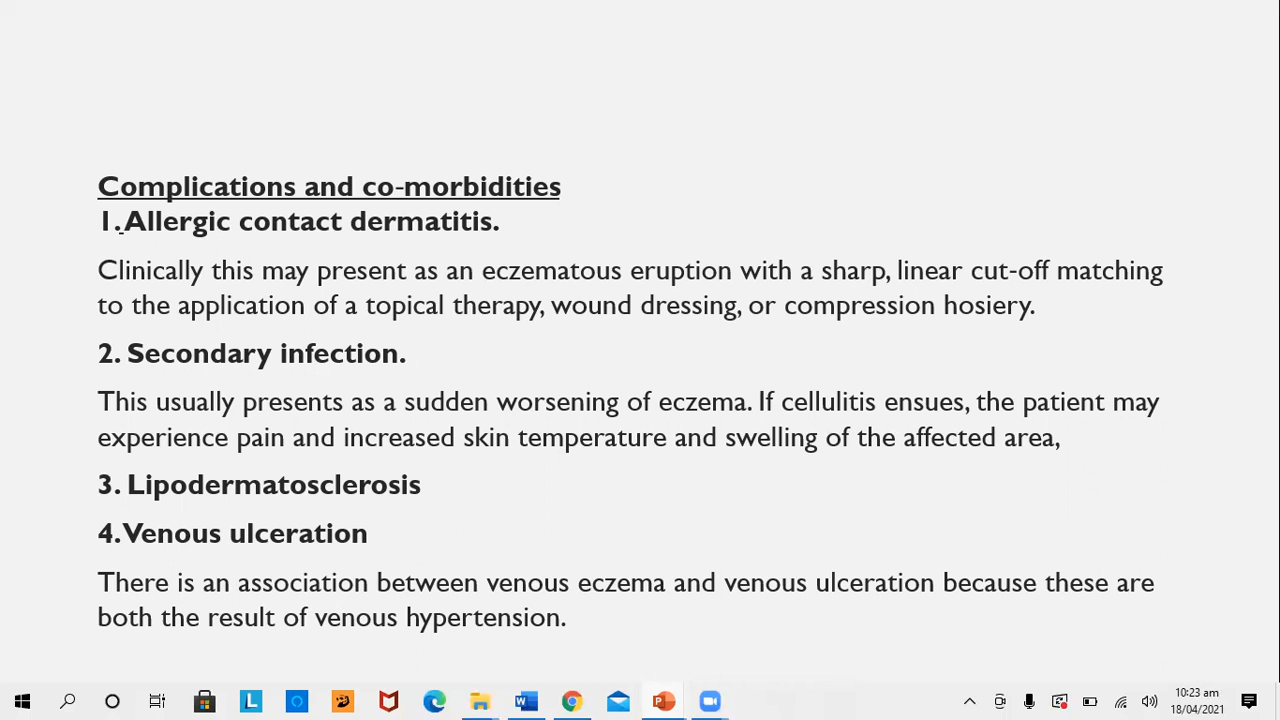 Complications and co-morbidities
1. Allergic contact dermatitis.
Clinically this may present as an eczematous eruption with a sharp, linear cut-off matching
to the application of a topical therapy, wound dressing, or compression hosiery.
2. Secondary infection.
This usually presents as a sudden worsening of eczema. If cellulitis ensues, the patient may
experience pain and increased skin temperature and swelling of the affected area,
3. Lipodermatosclerosis
4. Venous ulceration
There is an association between venous eczema and venous ulceration because these are
both the result of venous hypertension.
10:23 am
18/04/2021